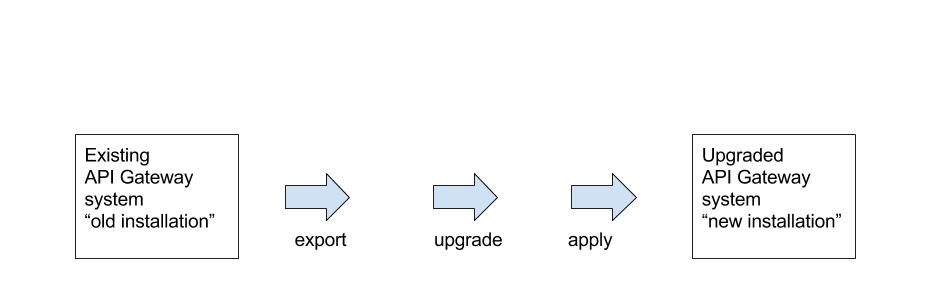 Existing
API Gateway
system
“old installation”
export
upgrade
apply
Upgraded
API Gateway
system
“new installation”